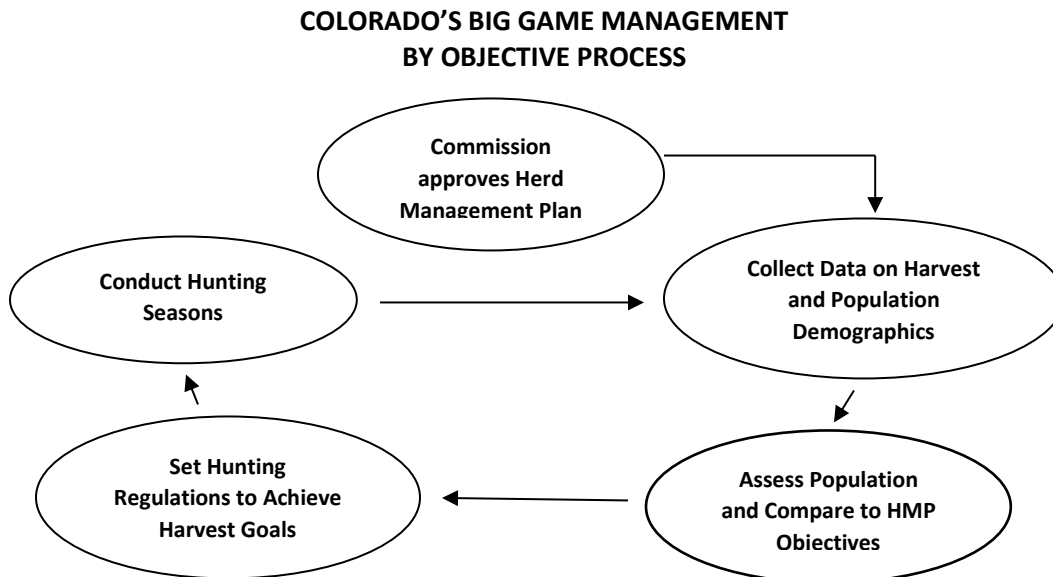 COLORADO’S BIG GAME MANAGEMENT
BY OBJECTIVE PROCESS
Commission
approves Herd
Management Plan
Conduct Hunting
Seasons
Collect Data on Harvest
and Population
Demographics
Set Hunting
Regulations to Achieve
Harvest Goals
Assess Population
and Compare to HMP
Objectives